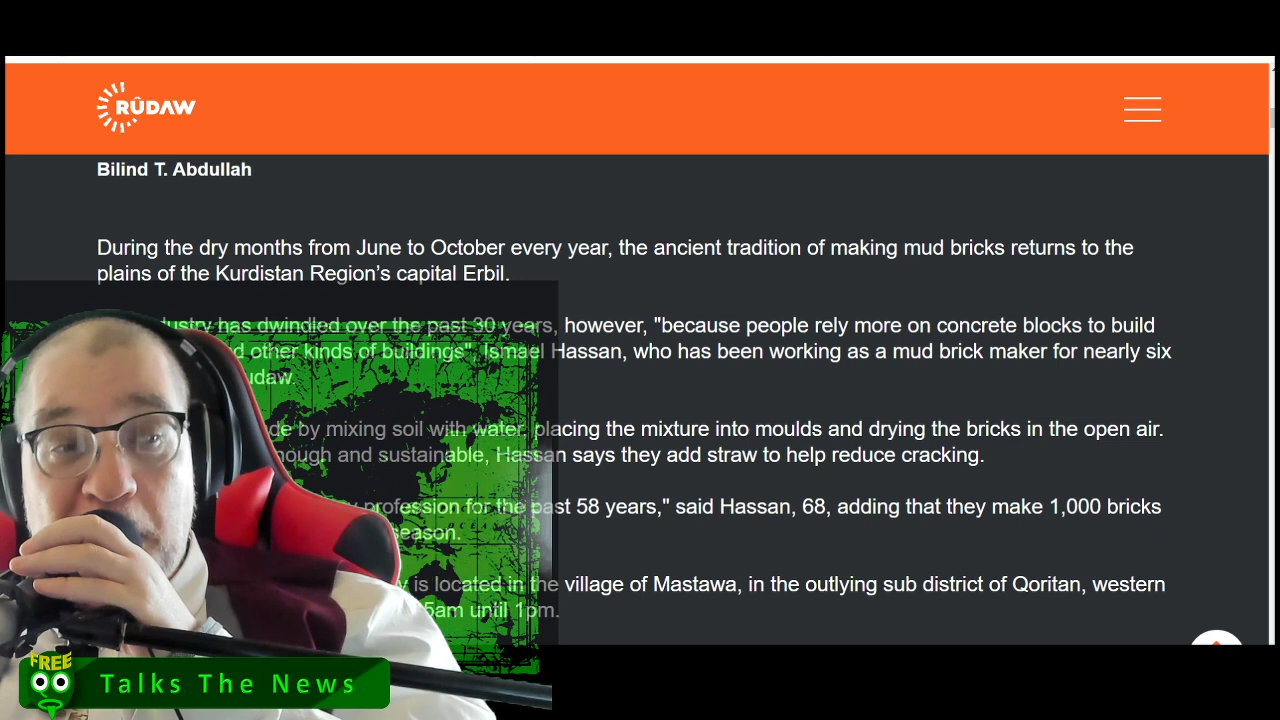 RÛDAW
Bilind T. Abdullah
During the dry months from June to October every year, the ancient tradition of making mud bricks returns to the
plains of the Kurdistan Region's capital Erbil.
has dwindled over the past 30 years, however, "because people rely more on concrete blocks to build
other kinds of buildings", Ismael Hassan, who has been working as a mud brick maker for nearly six
by mixing soil with water, placing the mixture into moulds and drying the bricks in the open air.
and sustainable, Hassan says they add straw to help reduce cracking.
profession for the past 58 years," said Hassan, 68, adding that they make 1,000 bricks
season.
is located in the village of Mastawa, in the outlying sub district of Qoritan, western
5am until 1pm.
FREE
Talks The News